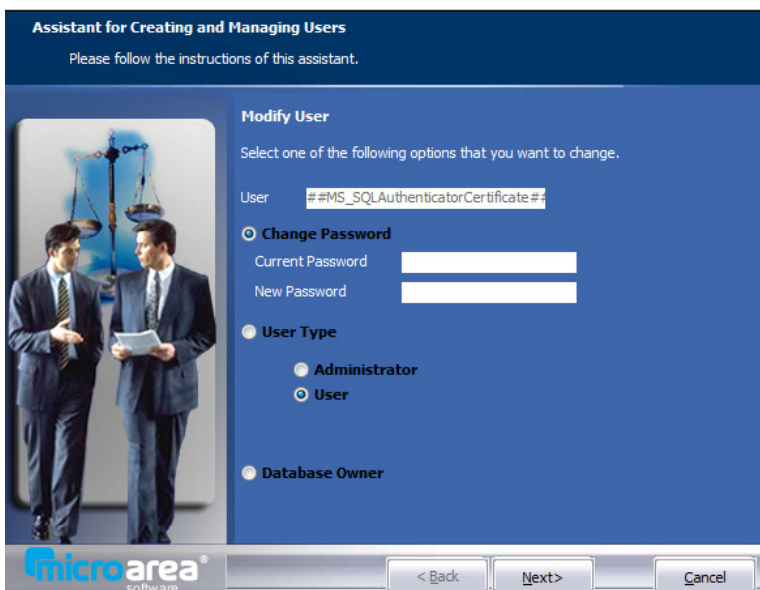 Assistant for Creating and Managing Users
Please follow the instructions of this assistant.
Modify User
Select one of the following options that you want to change.
User ##MS_SQLAuthenticatorCertificate##
Change Password
Current Password
New Password
User Type
Administrator
User
Database Owner
microarea®
software
< Back Next> Cancel